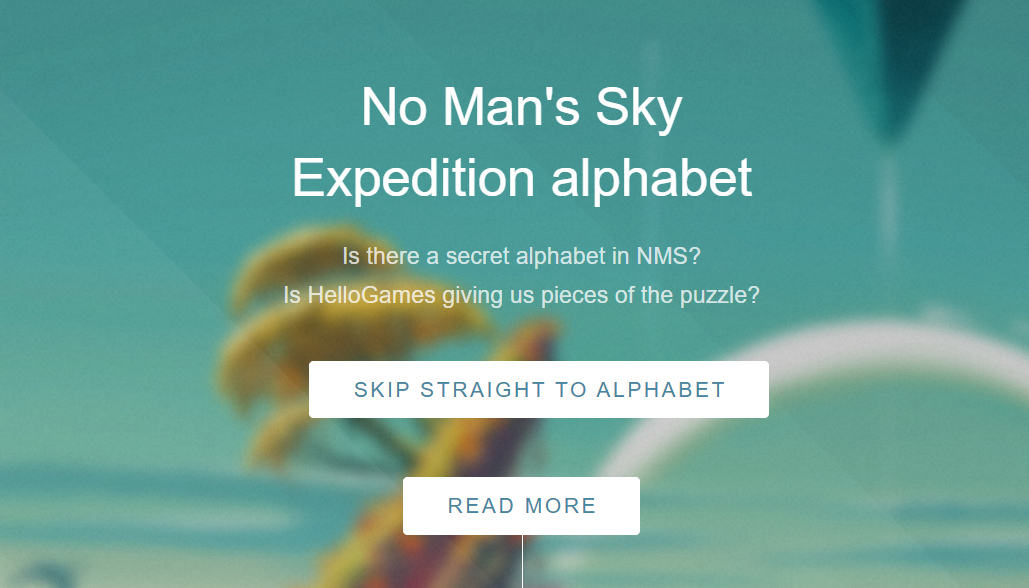 No Man's Sky
Expedition alphabet
Is there a secret alphabet in NMS?
Is HelloGames giving us pieces of the puzzle?
SKIP STRAIGHT TO ALPHABET
READ MORE